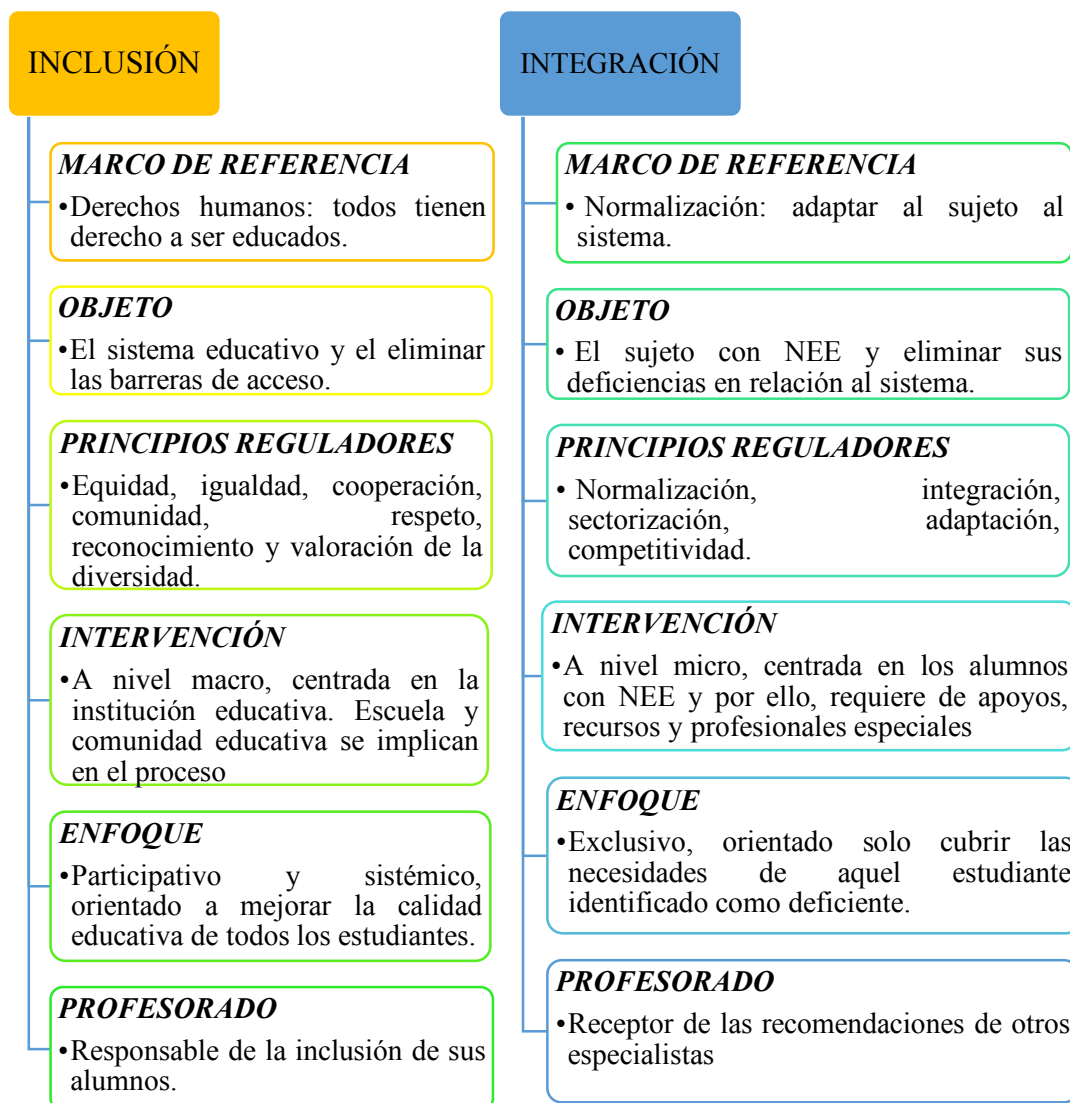 INCLUSIÓN
MARCO DE REFERENCIA
•Derechos humanos: todos tienen
derecho a ser educados.
OBJETO
•El sistema educativo y el eliminar
las barreras de acceso.
PRINCIPIOS REGULADORES
•Equidad, igualdad, cooperación,
comunidad, respeto,
reconocimiento y valoración de la
diversidad.
INTERVENCIÓN
•A nivel macro, centrada en la
institución educativa. Escuela y
comunidad educativa se implican
en el proceso
ENFOQUE
•Participativo y sistémico,
orientado a mejorar la calidad
educativa de todos los estudiantes.
PROFESORADO
•Responsable de la inclusión de sus
alumnos.
INTEGRACIÓN
MARCO DE REFERENCIA
• Normalización: adaptar al sujeto al
sistema.
OBJETO
• El sujeto con NEE y eliminar sus
deficiencias en relación al sistema.
PRINCIPIOS REGULADORES
• Normalización, integración,
sectorización, adaptación,
competitividad.
INTERVENCIÓN
•A nivel micro, centrada en los alumnos
con NEE y por ello, requiere de apoyos,
recursos y profesionales especiales
ENFOQUE
•Exclusivo, orientado solo cubrir las
necesidades de aquel estudiante
identificado como deficiente.
PROFESORADO
•Receptor de las recomendaciones de otros
especialistas